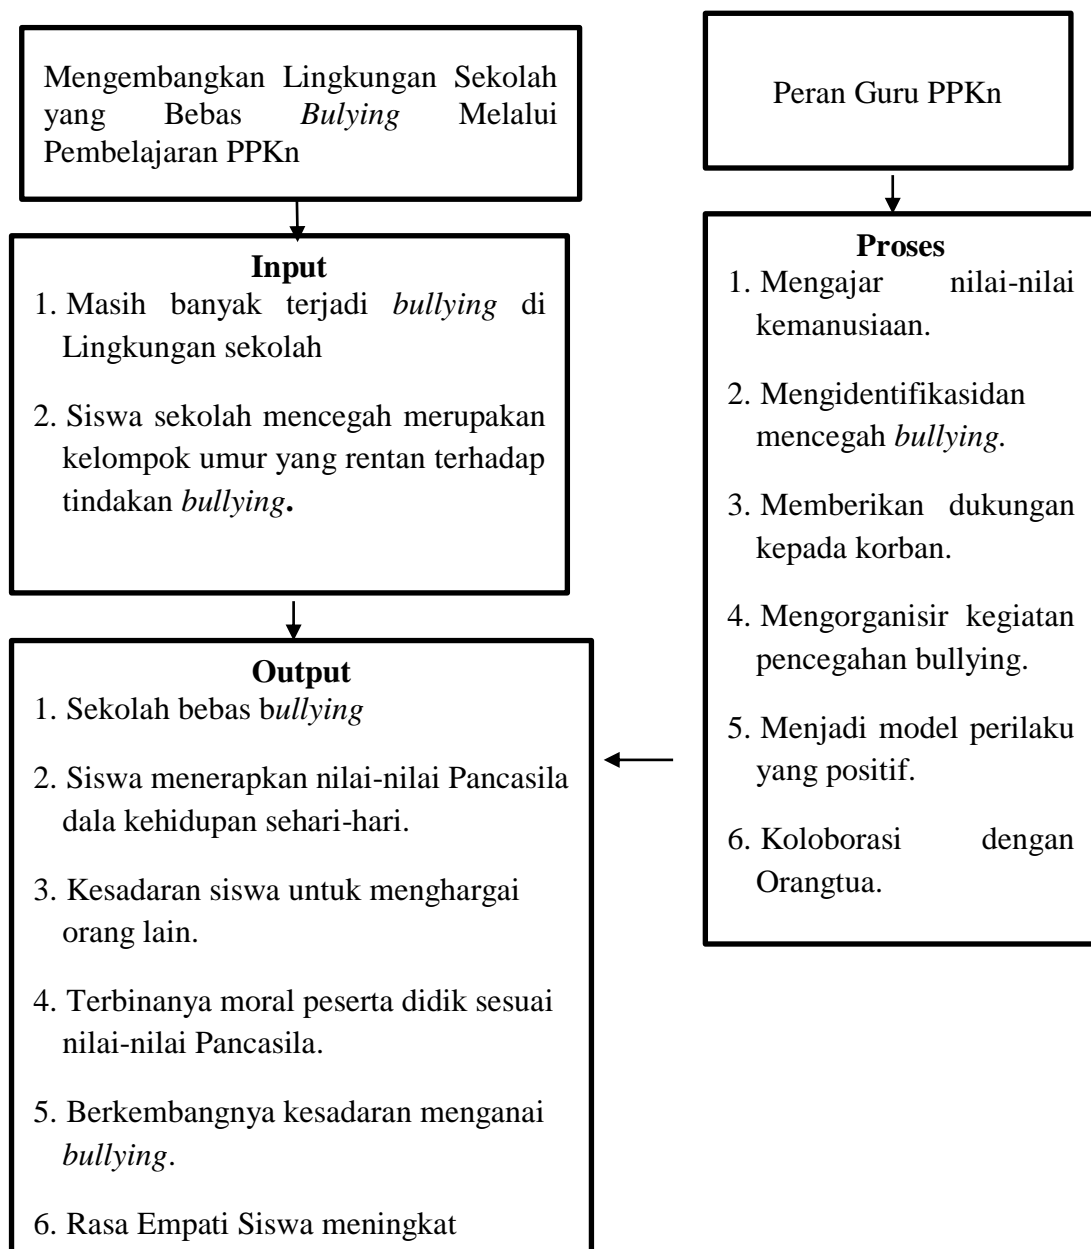 Mengembangkan Lingkungan Sekolah
yang Bebas Bulying Melalui
Pembelajaran PPKn
Peran Guru PPKn
Input
1. Masih banyak terjadi bullying di
Lingkungan sekolah
2. Siswa sekolah mencegah merupakan
kelompok umur yang rentan terhadap
tindakan bullying.
Proses
1. Mengajar nilai-nilai
kemanusiaan.
2. Mengidentifikasidan
mencegah bullying.
3. Memberikan dukungan
kepada korban.
4. Mengorganisir kegiatan
pencegahan bullying.
5. Menjadi model perilaku
yang positif.
6. Koloborasi dengan
Orangtua.
Output
1. Sekolah bebas bullying
2. Siswa menerapkan nilai-nilai Pancasila
dala kehidupan sehari-hari.
3. Kesadaran siswa untuk menghargai
orang lain.
4. Terbinanya moral peserta didik sesuai
nilai-nilai Pancasila.
5. Berkembangnya kesadaran menganai
bullying.
6. Rasa Empati Siswa meningkat